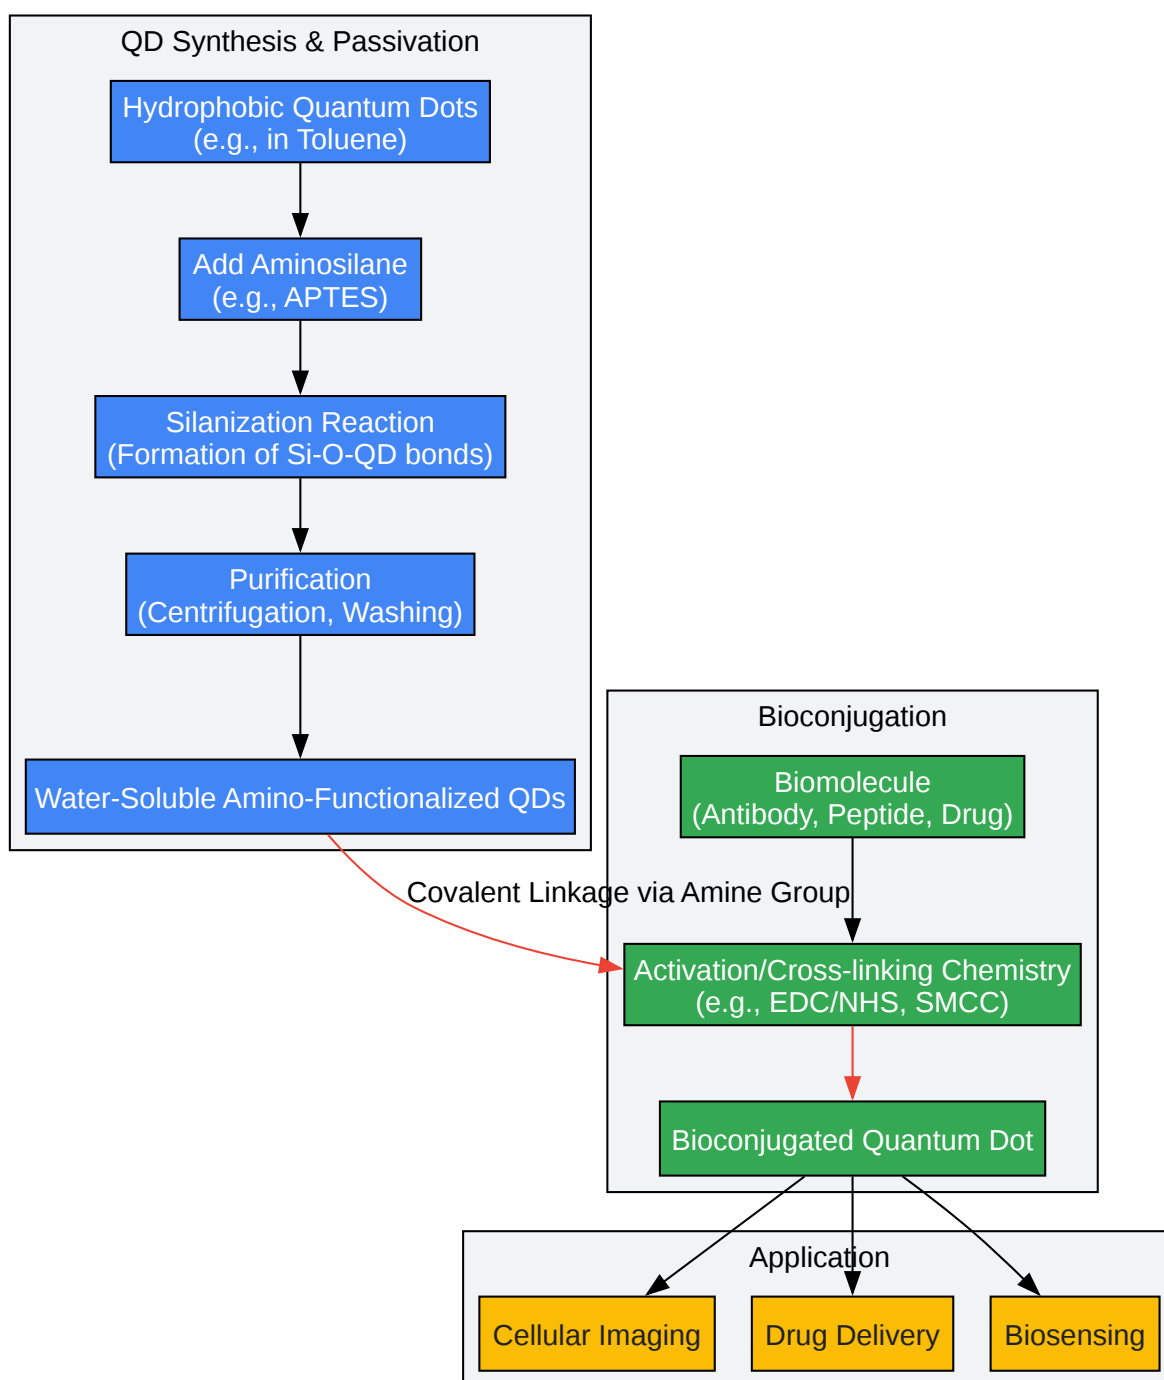 QD Synthesis & Passivation
Hydrophobic Quantum Dots
(e.g., in Toluene)
Add Aminosilane
(e.g., APTES)
Silanization Reaction
(Formation of Si-O-QD bonds)
Purification
(Centrifugation, Washing)
Water-Soluble Amino-Functionalized QDs
Bioconjugation
Biomolecule
(Antibody, Peptide, Drug)
Covalent Linkage via Amine Group
Activation/Cross-linking Chemistry
(e.g., EDC/NHS, SMCC)
Bioconjugated Quantum Dot
Application
Cellular Imaging
Drug Delivery
Biosensing